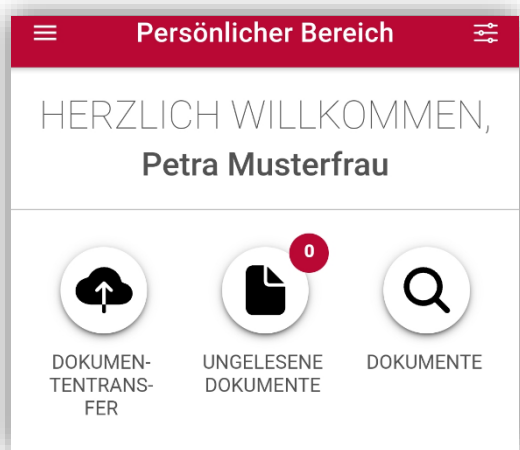 Persönlicher Bereich
HERZLICH WILLKOMMEN,
Petra Musterfrau
0
DOKUMEN-
TENTRANS-
FER
UNGELESENE
DOKUMENTE
DOKUMENTE